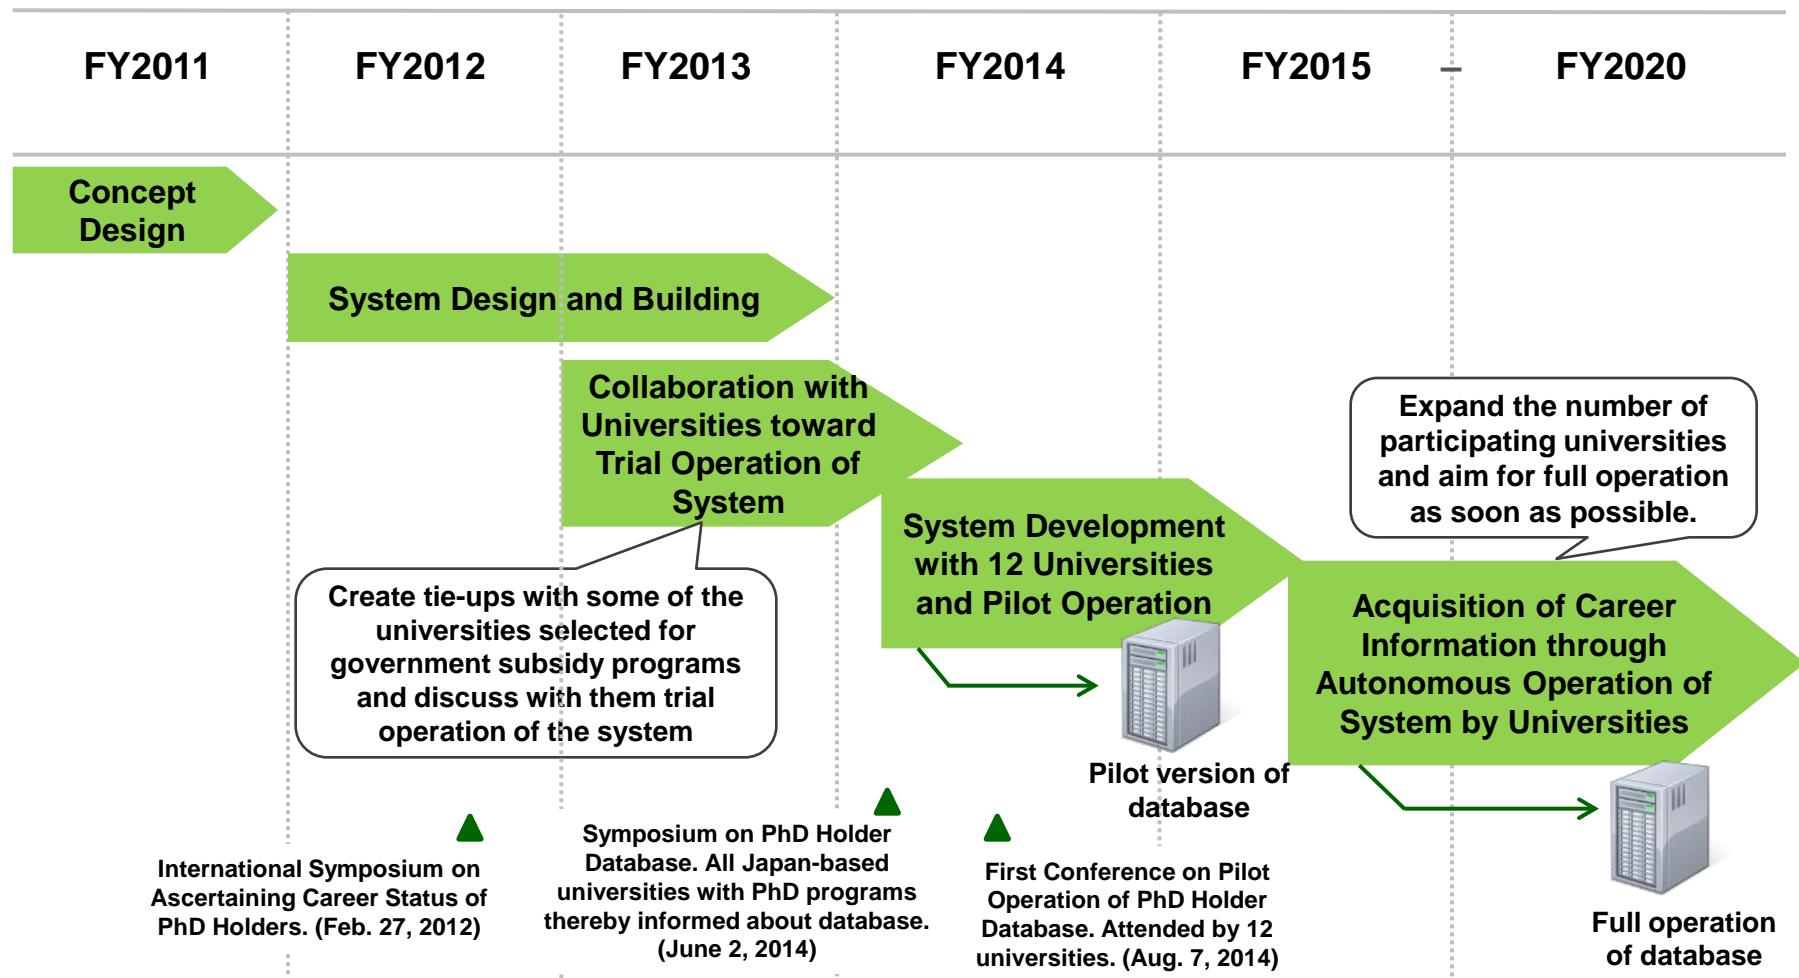 FY2011
FY2012
FY2013
FY2014
FY2015
–
FY2020
Concept
Design
System Design and Building
Collaboration with
Universities toward
Trial Operation of
System
Expand the number of
participating universities
and aim for full operation
as soon as possible.
System Development
with 12 Universities
and Pilot Operation
Create tie-ups with some of the
universities selected for
government subsidy programs
and discuss with them trial
operation of the system
Acquisition of Career
Information through
Autonomous Operation of
System by Universities
Pilot version of
database
International Symposium on
Ascertaining Career Status of
PhD Holders. (Feb. 27, 2012)
Symposium on PhD Holder
Database. All Japan-based
universities with PhD programs
thereby informed about database.
(June 2, 2014)
First Conference on Pilot
Operation of PhD Holder
Database. Attended by 12
universities. (Aug. 7, 2014)
Full operation
of database